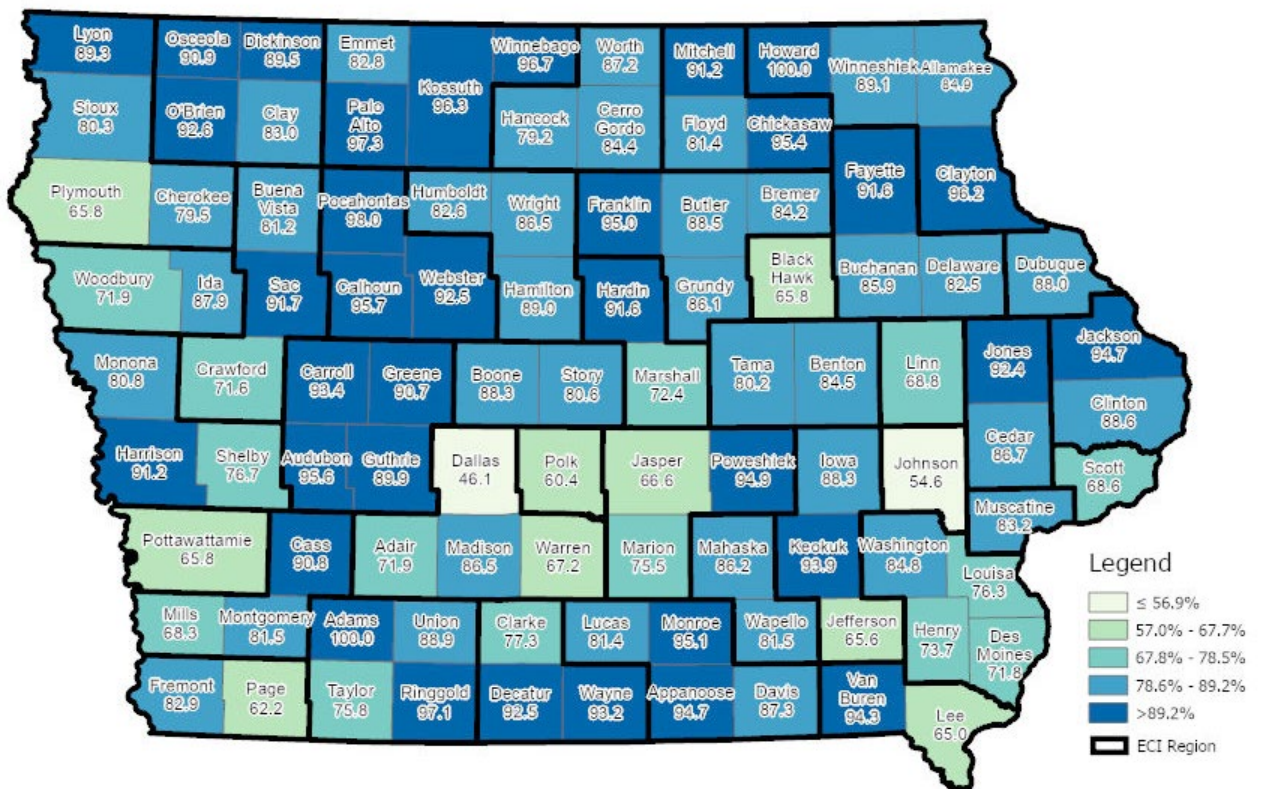 Lyon
89.3
Osceola
90.9
Dickinson
89.5
Emmet
82.8
Kossuth
96.3
Winnebago
96.7
Worth
87.2
Mitchell
91.2
Howard
100.0
Winneshiek
89.1
Allamakee
84.9
Sioux
80.3
O'Brien
92.6
Clay
83.0
Palo
Alto
97.3
Hancock
79.2
Cerro
Gordo
84.4
Floyd
81.4
Chickasaw
95.4
Fayette
91.6
Clayton
96.2
Plymouth
65.8
Cherokee
79.5
Buena
Vista
81.2
Pocahontas
98.0
Humboldt
82.6
Wright
86.5
Franklin
95.0
Butler
88.5
Bremer
84.2
Woodbury
71.9
Ida
87.9
Sac
91.7
Calhoun
95.7
Webster
92.5
Hamilton
89.0
Hardin
91.6
Grundy
86.1
Black
Hawk
65.8
Buchanan
85.9
Delaware
82.5
Dubuque
88.0
Monona
80.8
Crawford
71.6
Carroll
93.4
Greene
90.7
Boone
88.3
Story
80.6
Marshall
72.4
Tama
80.2
Benton
84.5
Linn
68.8
Jones
92.4
Jackson
94.7
Clinton
88.6
Harrison
91.2
Shelby
76.7
Audubon
95.6
Guthrie
89.9
Dallas
46.1
Polk
60.4
Jasper
66.6
Poweshiek
94.9
Iowa
88.3
Johnson
54.6
Cedar
86.7
Scott
68.6
Muscatine
83.2
Pottawattamie
65.8
Cass
90.8
Adair
71.9
Madison
86.5
Warren
67.2
Marion
75.5
Mahaska
86.2
Keokuk
93.9
Washington
84.8
Louisa
76.3
Mills
68.3
Montgomery
81.5
Adams
100.0
Union
88.9
Clarke
77.3
Lucas
81.4
Monroe
95.1
Wapello
81.5
Jefferson
65.6
Henry
73.7
Des
Moines
71.8
Fremont
82.9
Page
62.2
Taylor
75.8
Ringgold
97.1
Decatur
92.5
Wayne
93.2
Appanoose
94.7
Davis
87.3
Van
Buren
94.3
Lee
65.0
Legend
≤ 56.9%
57.0% - 67.7%
67.8% - 78.5%
78.6% - 89.2%
>89.2%
ECI Region